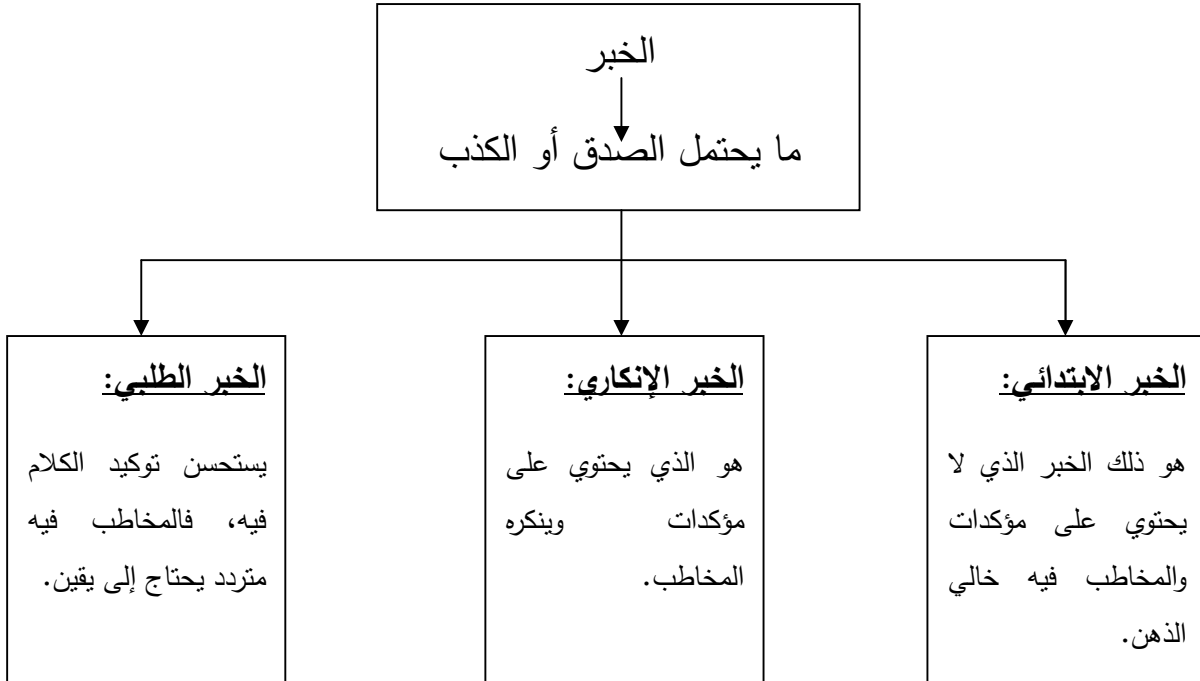 الخبر
ما يحتمل الصّدق أو الكذب
الخبر الابتدائي:
هو ذلك الخبر الذي لا
يحتوي على مؤكدات
والمخاطب فيه خالي
الذهن.
الخبر الإنكاري:
هو الذي يحتوي على
مؤكدات وينكره
المخاطب.
الخبر الطلبي:
يستحسن توكيد الكلام
فيه، فالمخاطب فيه
متردد يحتاج إلى يقين.